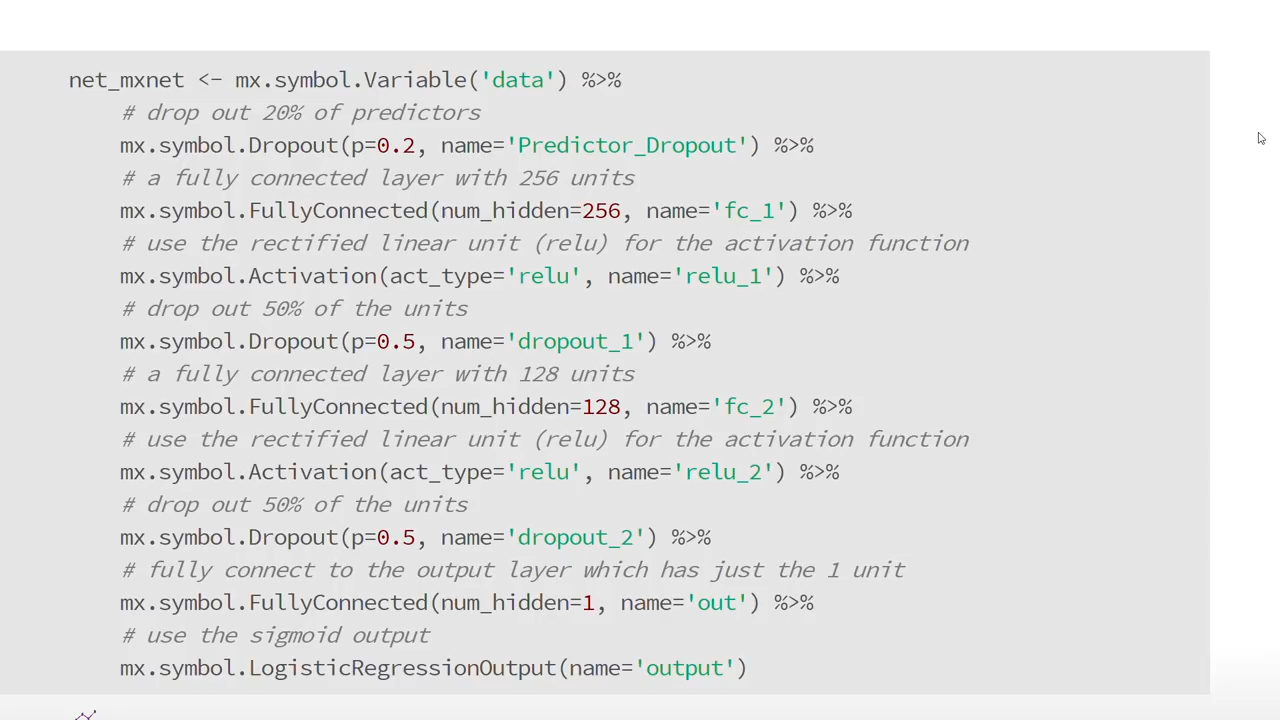 net_mxnet <- mx.symbol.Variable('data') %>%
# drop out 20% of predictors
mx.symbol.Dropout(p=0.2, name='Predictor_Dropout') %>%
# a fully connected layer with 256 units
mx.symbol.FullyConnected(num_hidden=256, name='fc_1') %>%
# use the rectified linear unit (relu) for the activation function
mx.symbol.Activation(act_type='relu', name='relu_1') %>%
# drop out 50% of the units
mx.symbol.Dropout(p=0.5, name='dropout_1') %>%
# a fully connected layer with 128 units
mx.symbol.FullyConnected(num_hidden=128, name='fc_2') %>%
# use the rectified linear unit (relu) for the activation function
mx.symbol.Activation(act_type='relu', name='relu_2') %>%
# drop out 50% of the units
mx.symbol.Dropout(p=0.5, name='dropout_2') %>%
# fully connect to the output layer which has just the 1 unit
mx.symbol.FullyConnected(num_hidden=1, name='out') %>%
# use the sigmoid output
mx.symbol.LogisticRegressionOutput(name='output')